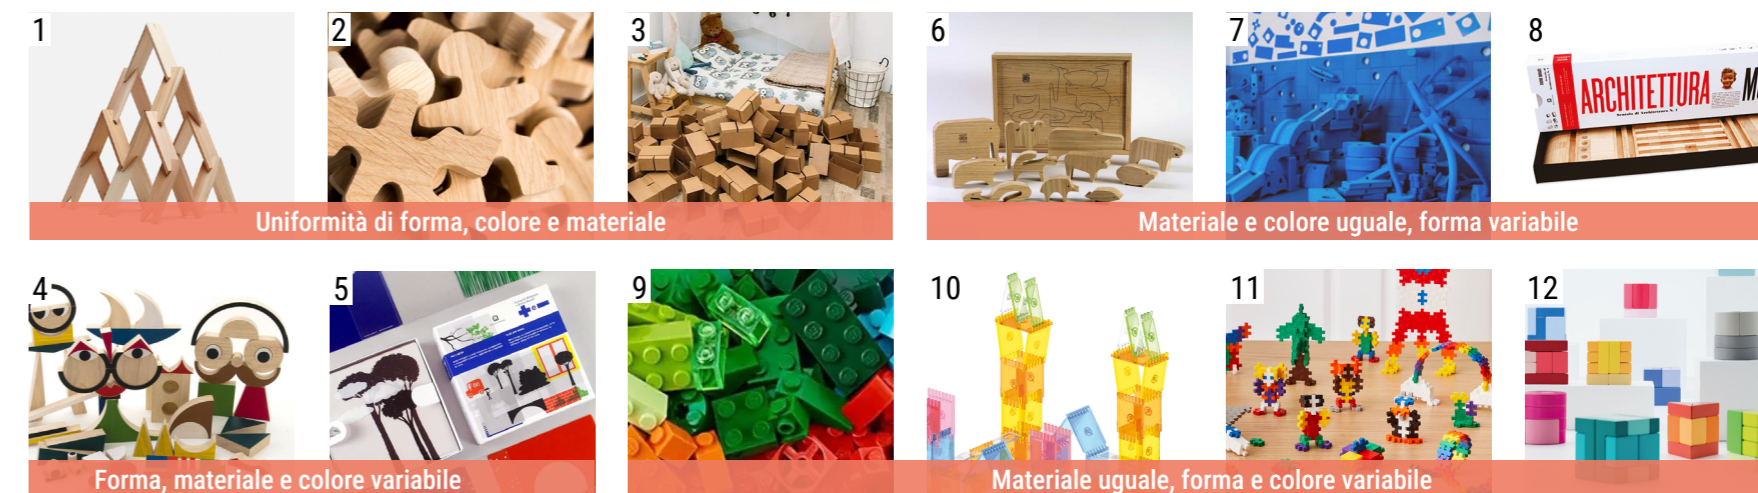 1
2
3
Uniformità di forma, colore e materiale
6
7
8
ARCHITETTURA
Materiale e colore uguale, forma variabile
4
5
Forma, materiale e colore variabile
9
10
11
12
Materiale uguale, forma e colore variabile